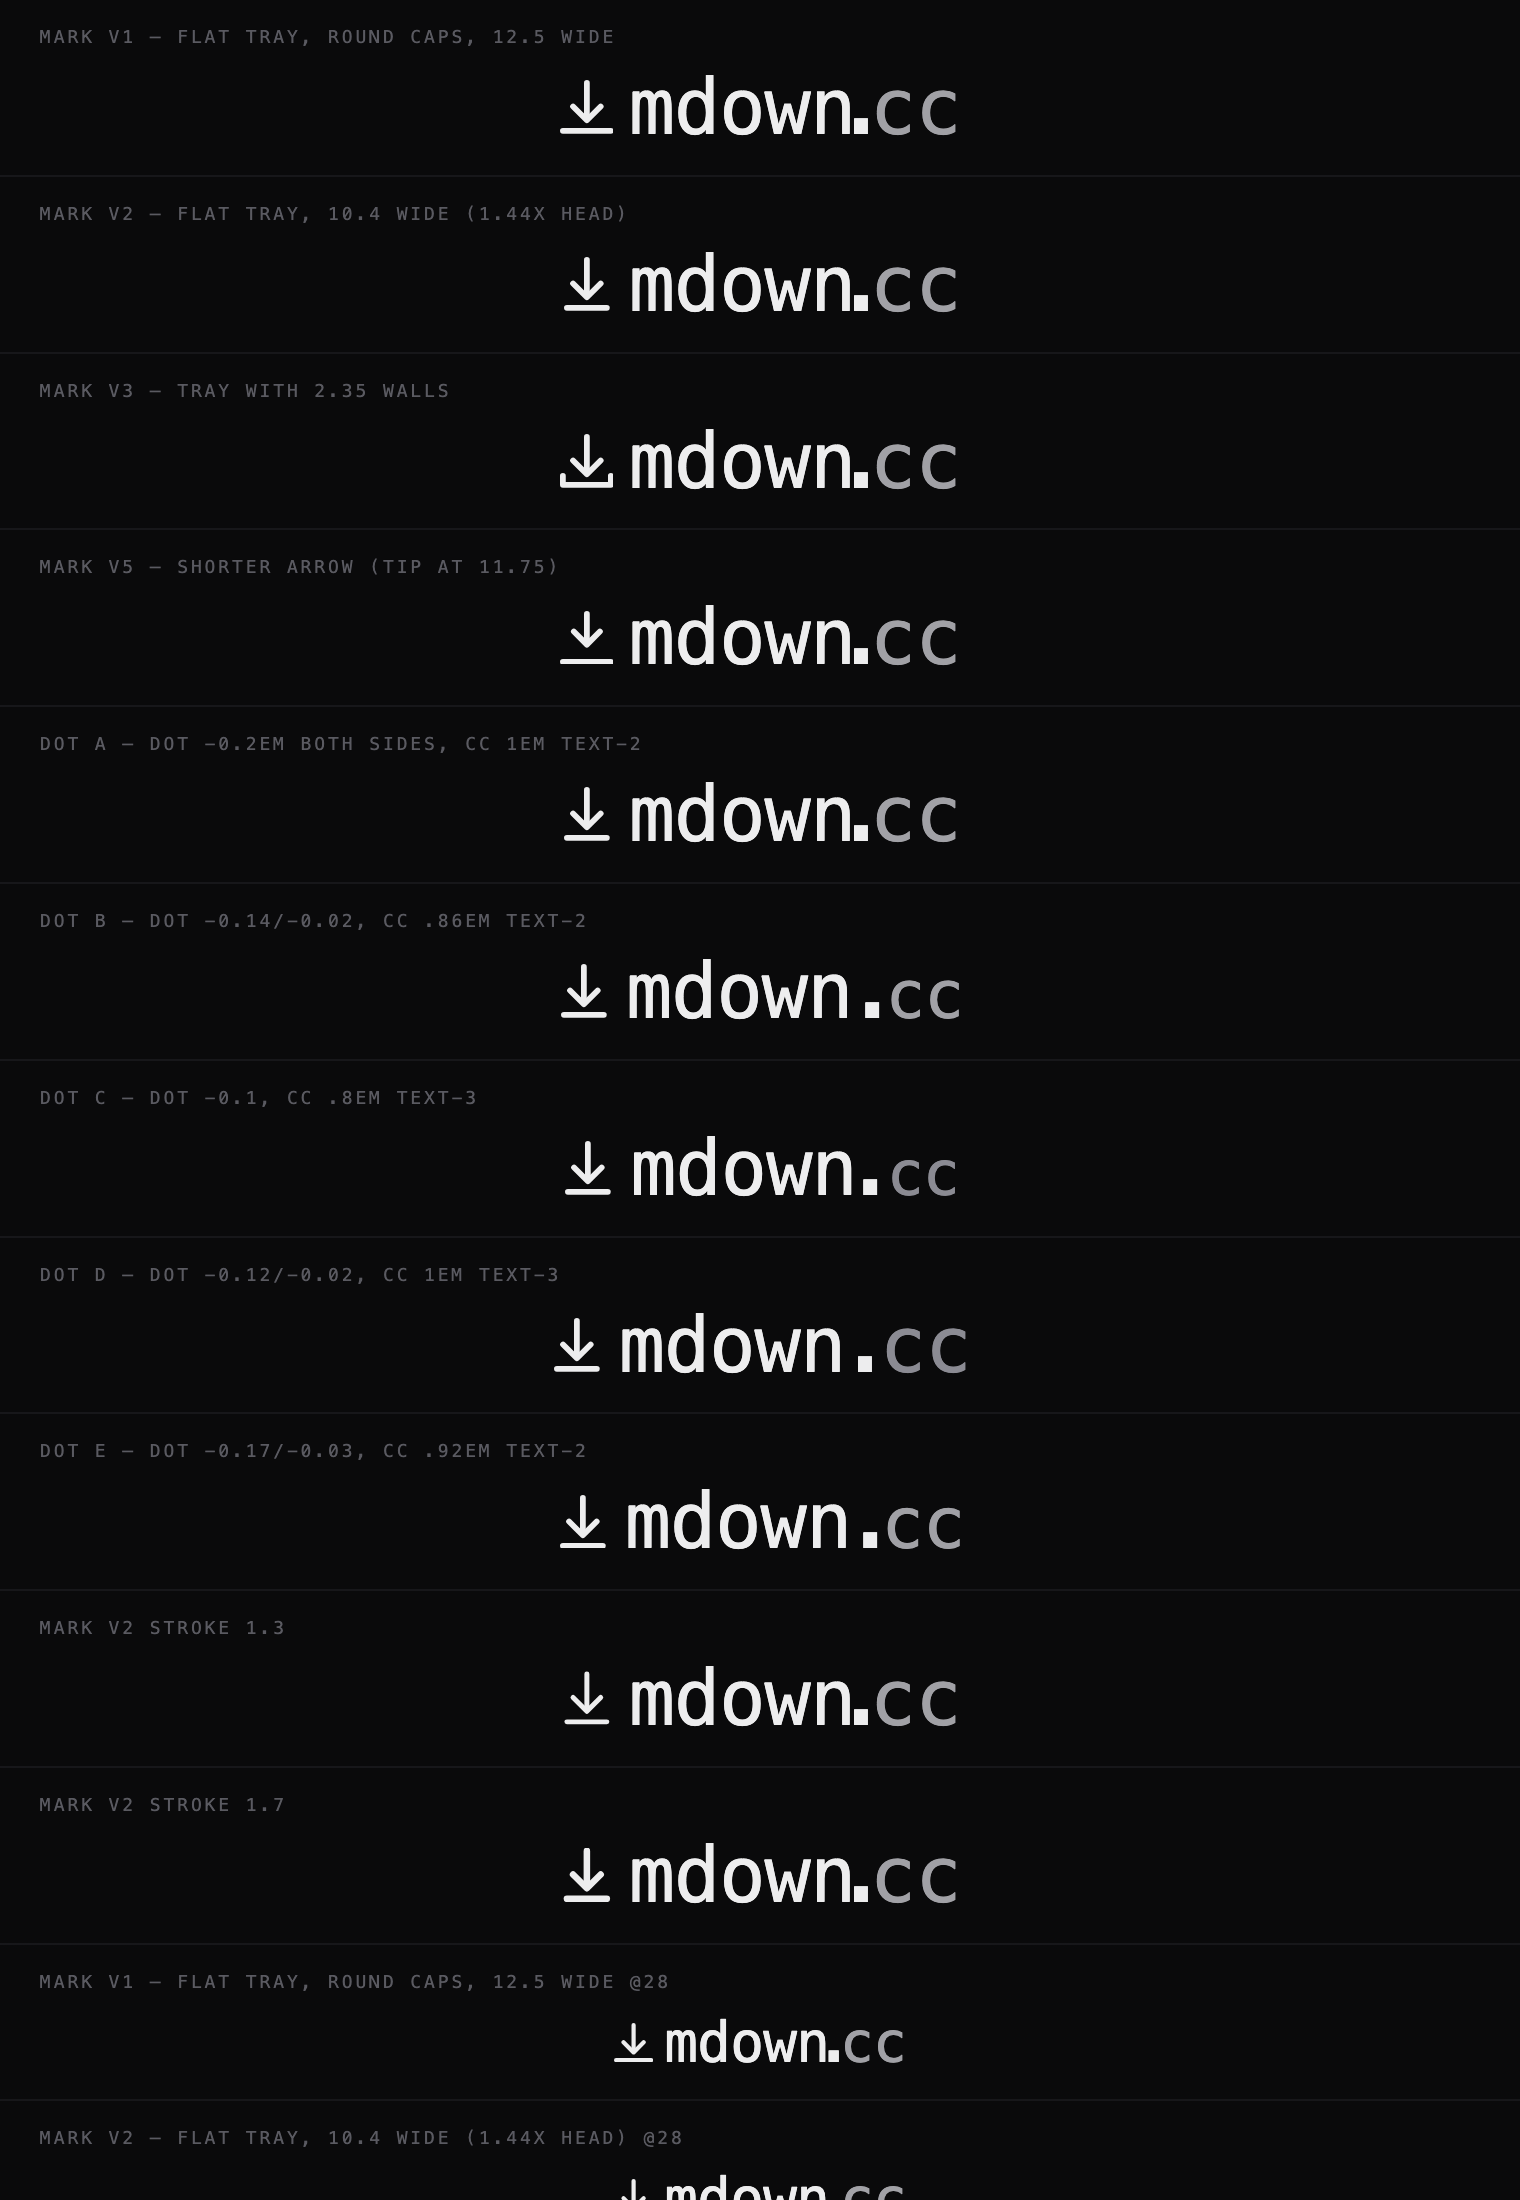 MARK V1 — FLAT TRAY, ROUND CAPS, 12.5 WIDE
mdown.cc
MARK V2 — FLAT TRAY, 10.4 WIDE (1.44X HEAD)
mdown.cc
MARK V3 — TRAY WITH 2.35 WALLS
mdown.cc
MARK V5 — SHORTER ARROW (TIP AT 11.75)
mdown.cc
DOT A — DOT -0.2EM BOTH SIDES, CC 1EM TEXT-2
mdown.cc
DOT B — DOT -0.14/-0.02, CC .86EM TEXT-2
mdown.cc
DOT C — DOT -0.1, CC .8EM TEXT-3
mdown.cc
DOT D — DOT -0.12/-0.02, CC 1EM TEXT-3
mdown.cc
DOT E — DOT -0.17/-0.03, CC .92EM TEXT-2
mdown.cc
MARK V2 STROKE 1.3
mdown.cc
MARK V2 STROKE 1.7
mdown.cc
MARK V1 — FLAT TRAY, ROUND CAPS, 12.5 WIDE @28
mdown.cc
MARK V2 — FLAT TRAY, 10.4 WIDE (1.44X HEAD) @28
mdown.cc